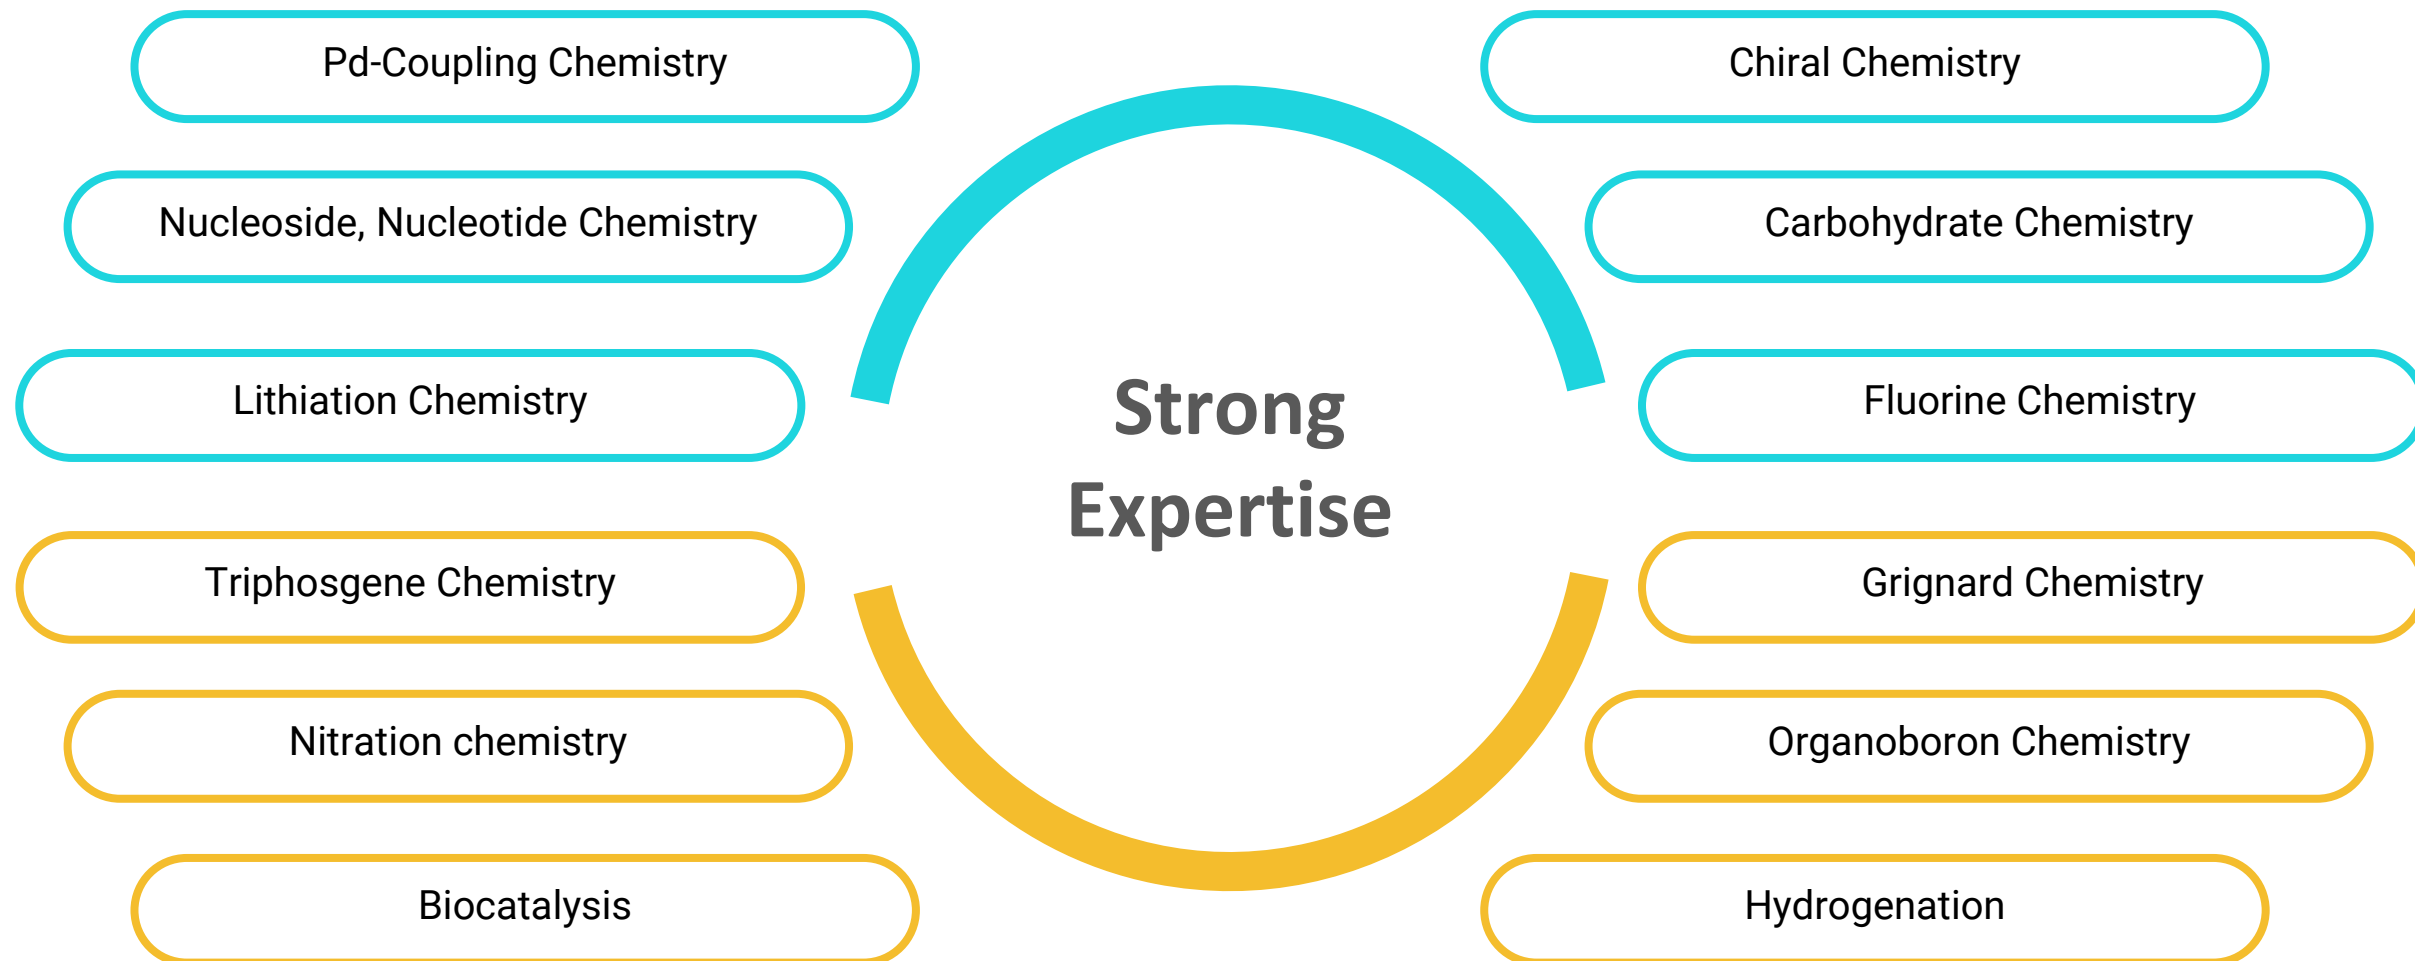 Pd-Coupling Chemistry
Chiral Chemistry
Nucleoside, Nucleotide Chemistry
Carbohydrate Chemistry
Lithiation Chemistry
Fluorine Chemistry
Strong
Expertise
Triphosgene Chemistry
Grignard Chemistry
Nitration chemistry
Organoboron Chemistry
Biocatalysis
Hydrogenation